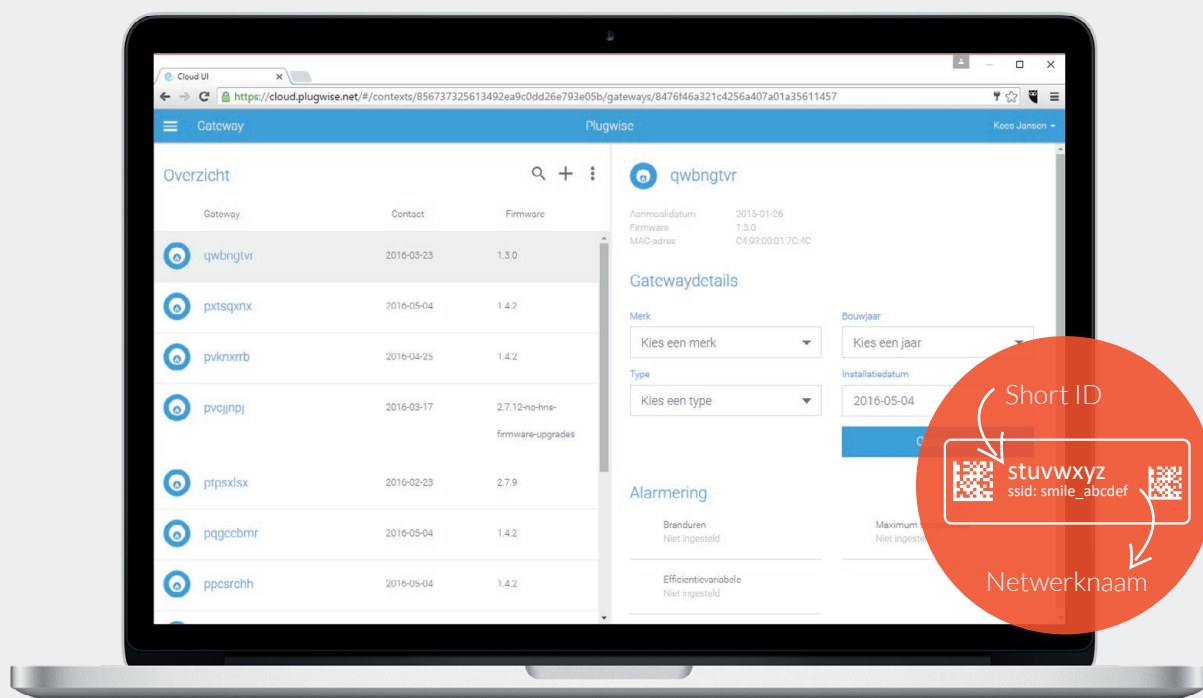 Cloud UI
https://cloud.plugwise.net/#/contexts/856737325613492ea9c0dd26e793e05b/gateways/8476f46a321c4256a407a01a35611457
Gateway
Plugwise
Kees Jansen
Overzicht
Gateway Contact Firmware
qwbngtvr 2016-03-23 1.3.0
pxtsqxnx 2016-05-04 1.4.2
pvknxrrb 2016-04-25 1.4.2
pvcjjnpj 2016-03-17 2.7.12-no-hns-
firmware-upgrades
ptpsxlsx 2016-02-23 2.7.9
pqgccbmr 2016-05-04 1.4.2
ppcsrchh 2016-05-04 1.4.2
qwbngtvr
Aanmaakdatum 2015-01-26
Firmware 1.3.0
MAC-adres C4:93:00:01:7C:4C
Gatewaydetails
Merk
Kies een merk
Bouwjaar
Kies een jaar
Type
Kies een type
Installatiedatum
2016-05-04
Alarmering
Branduren
Niet ingesteld
Maximum
Niet
Efficientievariabele
Niet ingesteld
Short ID
stuvwxyz
ssid: smile_abcdef
Netwerknaam